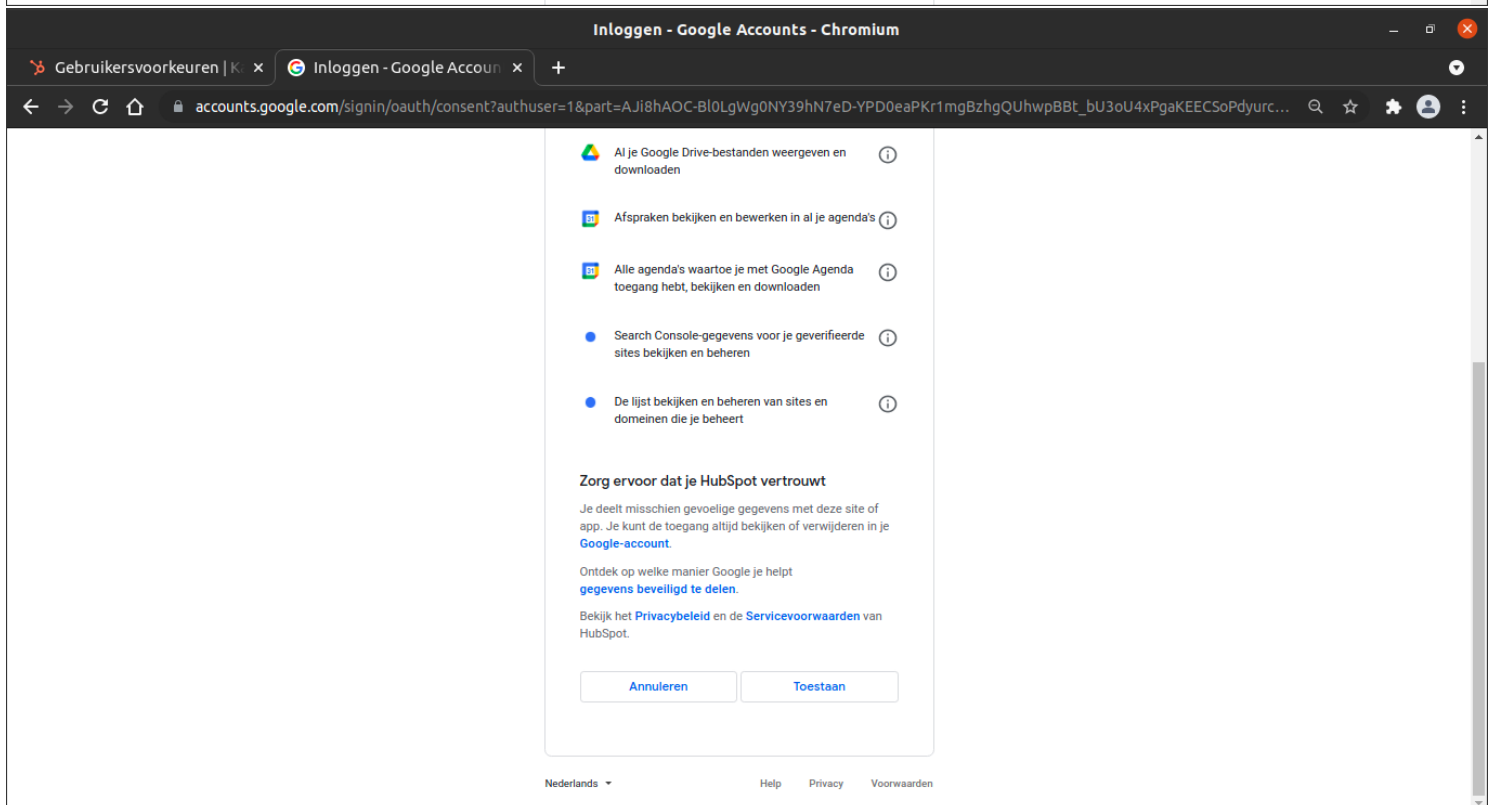 Inloggen - Google Accounts - Chromium
Gebruikersvoorkeuren | Ka
Inloggen - Google Accoun
accounts.google.com/signin/oauth/consent?authuser=1&part=AJi8hAOC-Bl0LgWg0NY39hN7eD-YPD0eaPKr1mgBzhgQUhwpBBt_bU3oU4xPgaKEECSoPdyurc...
Al je Google Drive-bestanden weergeven en
downloaden
Afspraken bekijken en bewerken in al je agenda's
Alle agenda's waartoe je met Google Agenda
toegang hebt, bekijken en downloaden
Search Console-gegevens voor je geverifieerde
sites bekijken en beheren
De lijst bekijken en beheren van sites en
domeinen die je beheert
Zorg ervoor dat je HubSpot vertrouwt
Je deelt misschien gevoelige gegevens met deze site of
app. Je kunt de toegang altijd bekijken of verwijderen in je
Google-account.
Ontdek op welke manier Google je helpt
gegevens beveiligd te delen.
Bekijk het Privacybeleid en de Servicevoorwaarden van
HubSpot.
Annuleren Toestaan
Nederlands Help Privacy Voorwaarden